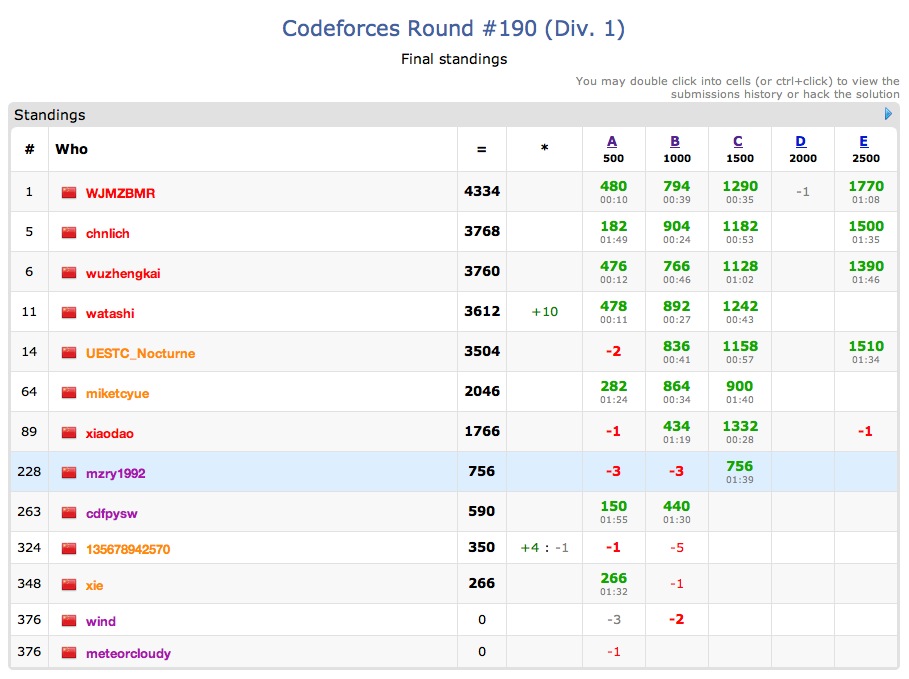 Codeforces Round #190 (Div. 1)
Final standings
You may double click into cells (or ctrl+click) to view the
submissions history or hack the solution
Standings
# Who = * A B C D E
500 1000 1500 2000 2500
1 WJMZBMR 4334 480 794 1290 -1 1770
00:10 00:39 00:35 01:08
5 chnlich 3768 182 904 1182 1500
01:49 00:24 00:53 01:35
6 wuzhengkai 3760 476 766 1128 1390
00:12 00:46 01:02 01:46
11 watashi 3612 +10 478 892 1242
00:11 00:27 00:43
14 UESTC_Nocturne 3504 -2 836 1158 1510
00:41 00:57 01:34
64 miketcyue 2046 282 864 900
01:24 00:34 01:40
89 xiaodao 1766 -1 434 1332 -1
01:19 00:28
228 mzry1992 756 -3 -3 756
01:39
263 cdfpysw 590 150 440
01:55 01:30
324 135678942570 350 +4 : -1 -1 -5
348 xie 266 266 -1
01:32
376 wind 0 -3 -2
376 meteorcloudy 0 -1